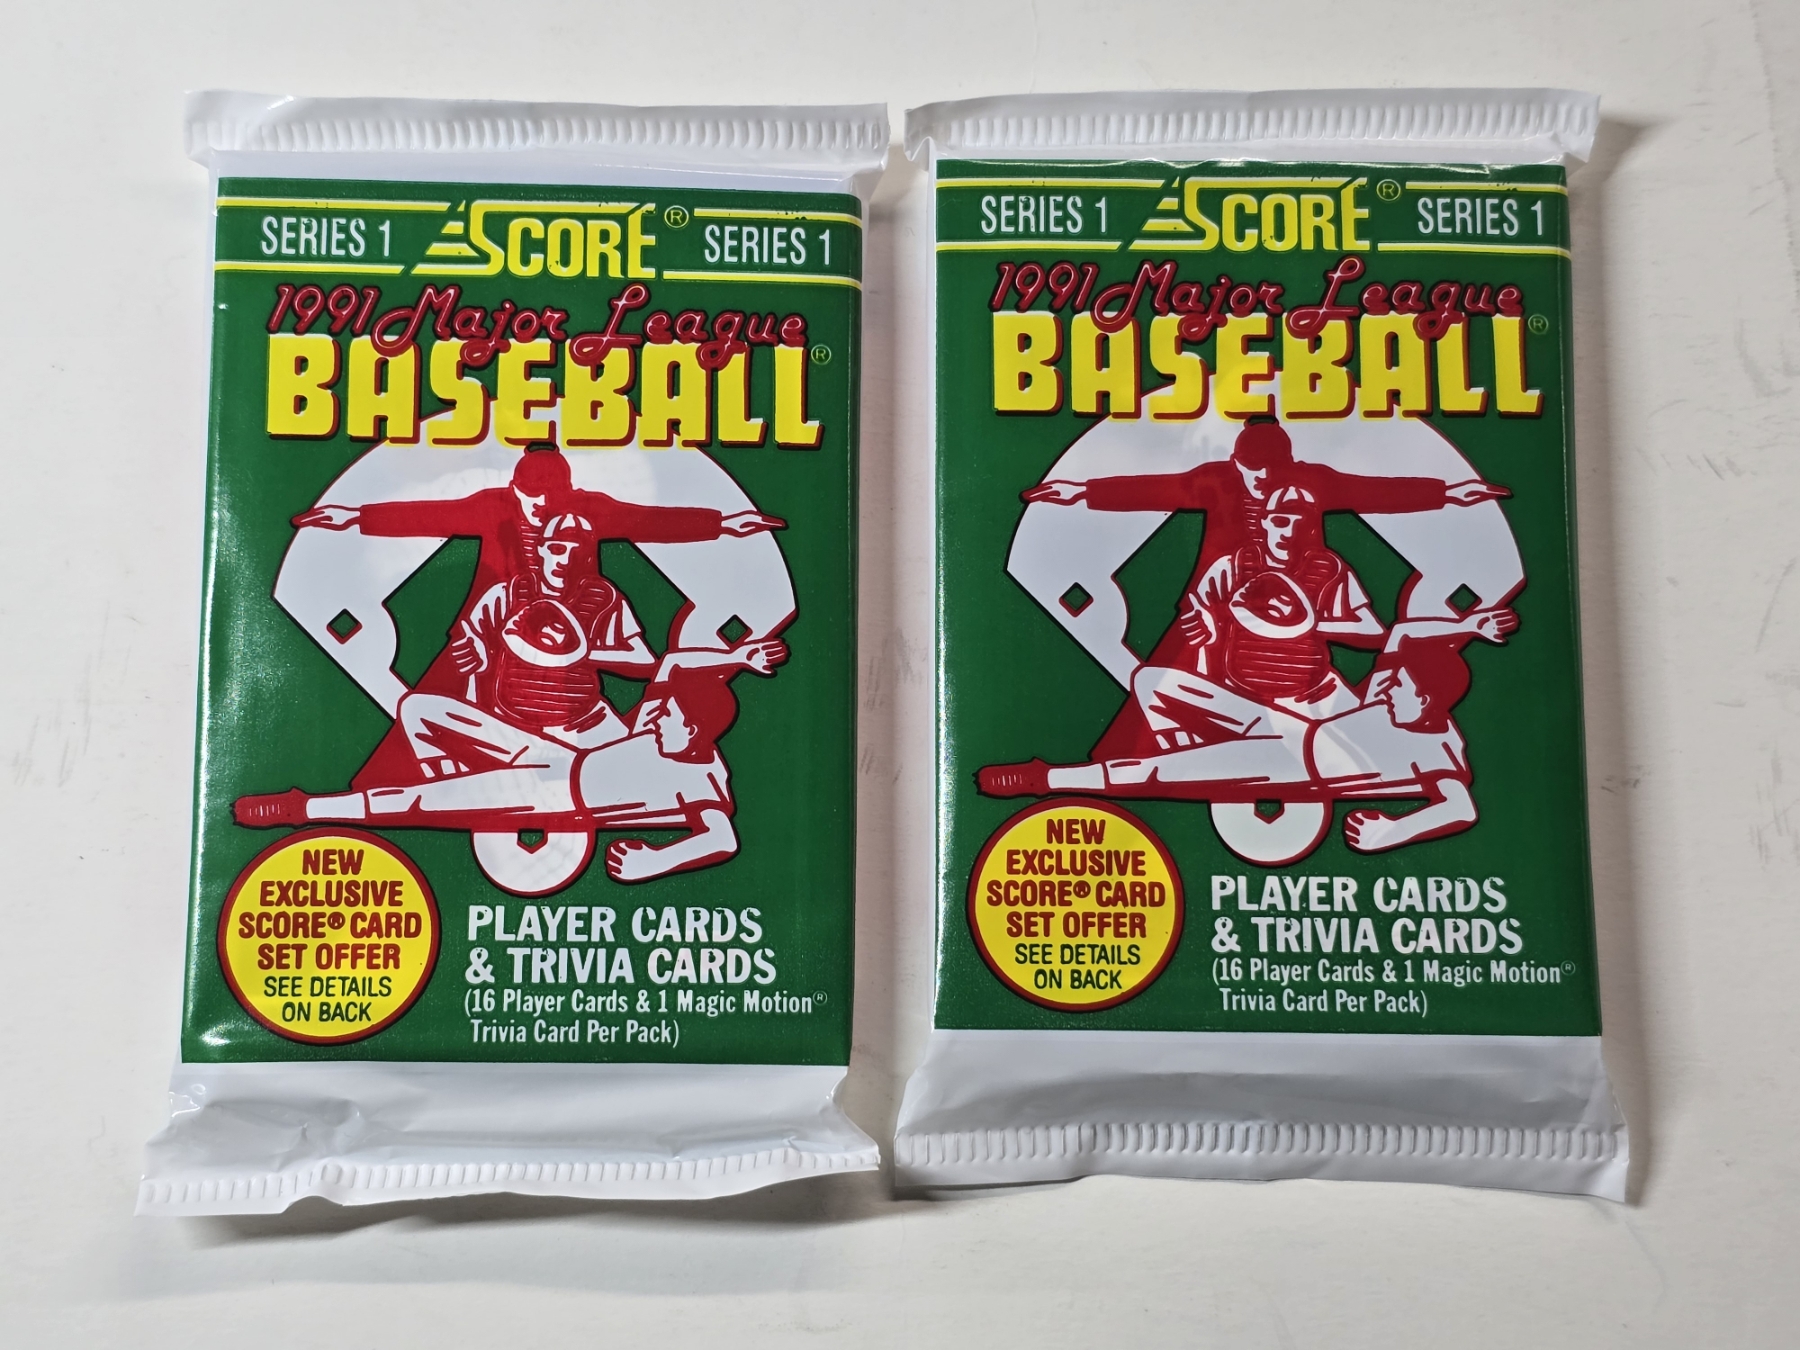 SERIES 1 SCORE® SERIES 1
1991 Major League
BASEBALL®
NEW
EXCLUSIVE
SCORE® CARD
SET OFFER
SEE DETAILS
ON BACK
PLAYER CARDS
& TRIVIA CARDS
(16 Player Cards & 1 Magic Motion®
Trivia Card Per Pack)
SERIES 1 SCORE® SERIES 1
1991 Major League
BASEBALL®
NEW
EXCLUSIVE
SCORE® CARD
SET OFFER
SEE DETAILS
ON BACK
PLAYER CARDS
& TRIVIA CARDS
(16 Player Cards & 1 Magic Motion®
Trivia Card Per Pack)